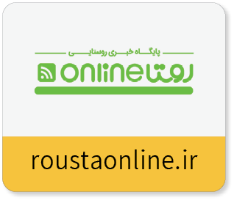 پایگاه خبری روستایی
روستا online
roustaonline.ir